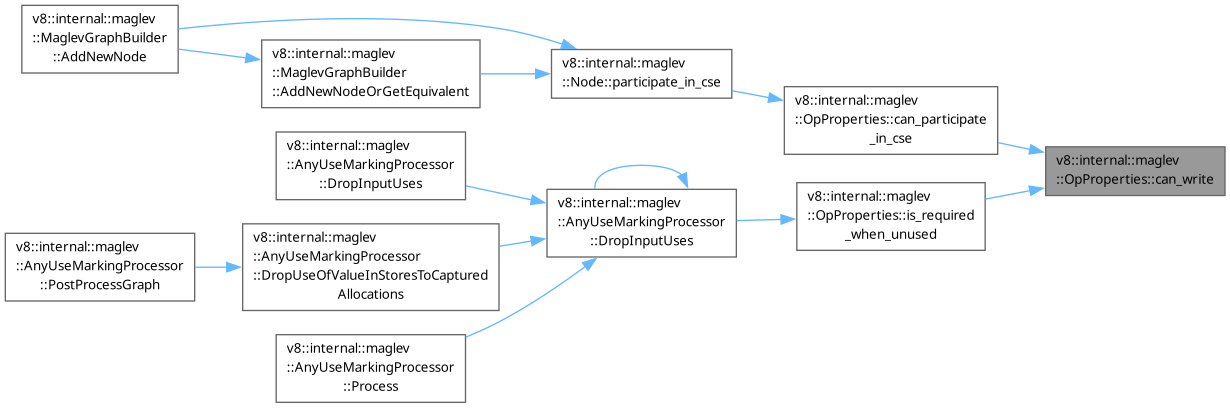 v8::internal::maglev
::MaglevGraphBuilder
::AddNewNode
v8::internal::maglev
::MaglevGraphBuilder
::AddNewNodeOrGetEquivalent
v8::internal::maglev
::Node::participate_in_cse
v8::internal::maglev
::OpProperties::can_participate
_in_cse
v8::internal::maglev
::OpProperties::can_write
v8::internal::maglev
::AnyUseMarkingProcessor
::DropInputUses
v8::internal::maglev
::AnyUseMarkingProcessor
::DropInputUses
v8::internal::maglev
::OpProperties::is_required
_when_unused
v8::internal::maglev
::AnyUseMarkingProcessor
::PostProcessGraph
v8::internal::maglev
::AnyUseMarkingProcessor
::DropUseOfValueInStoresToCaptured
Allocations
v8::internal::maglev
::AnyUseMarkingProcessor
::Process